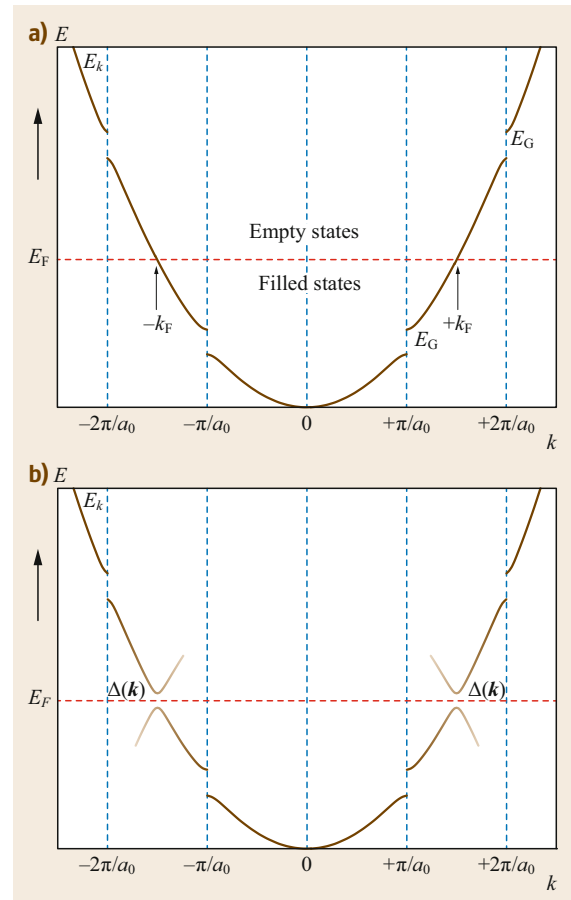 a) E
E_k
E_G
Empty states
E_F
Filled states
–k_F
+k_F
E_G
–2π/a_0 –π/a_0 0 +π/a_0 +2π/a_0
k
b) E
E_k
Δ(k) Δ(k)
E_F
–2π/a_0 –π/a_0 0 +π/a_0 +2π/a_0
k